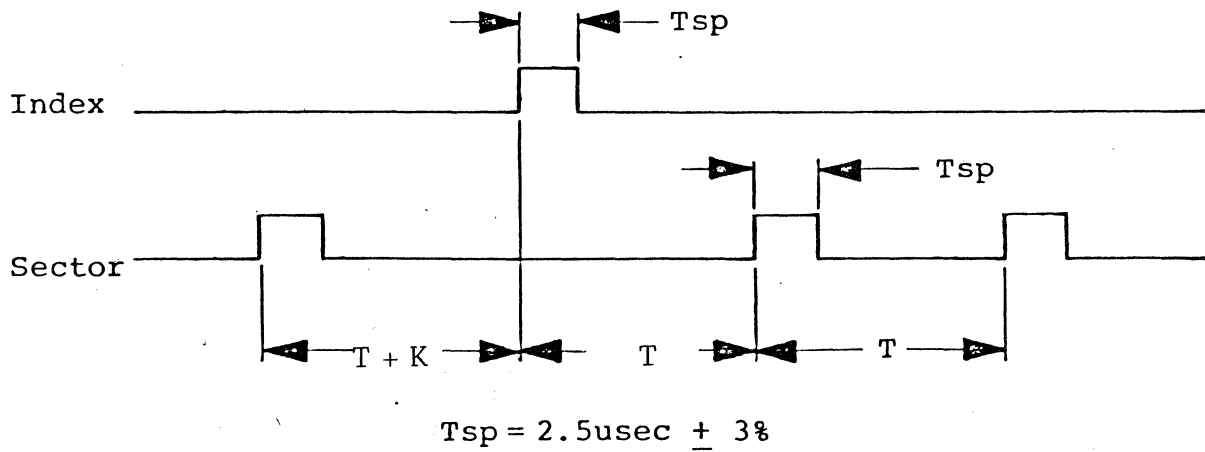 Tsp
Index
Tsp
Sector
T + K T T
Tsp = 2.5usec ± 3%